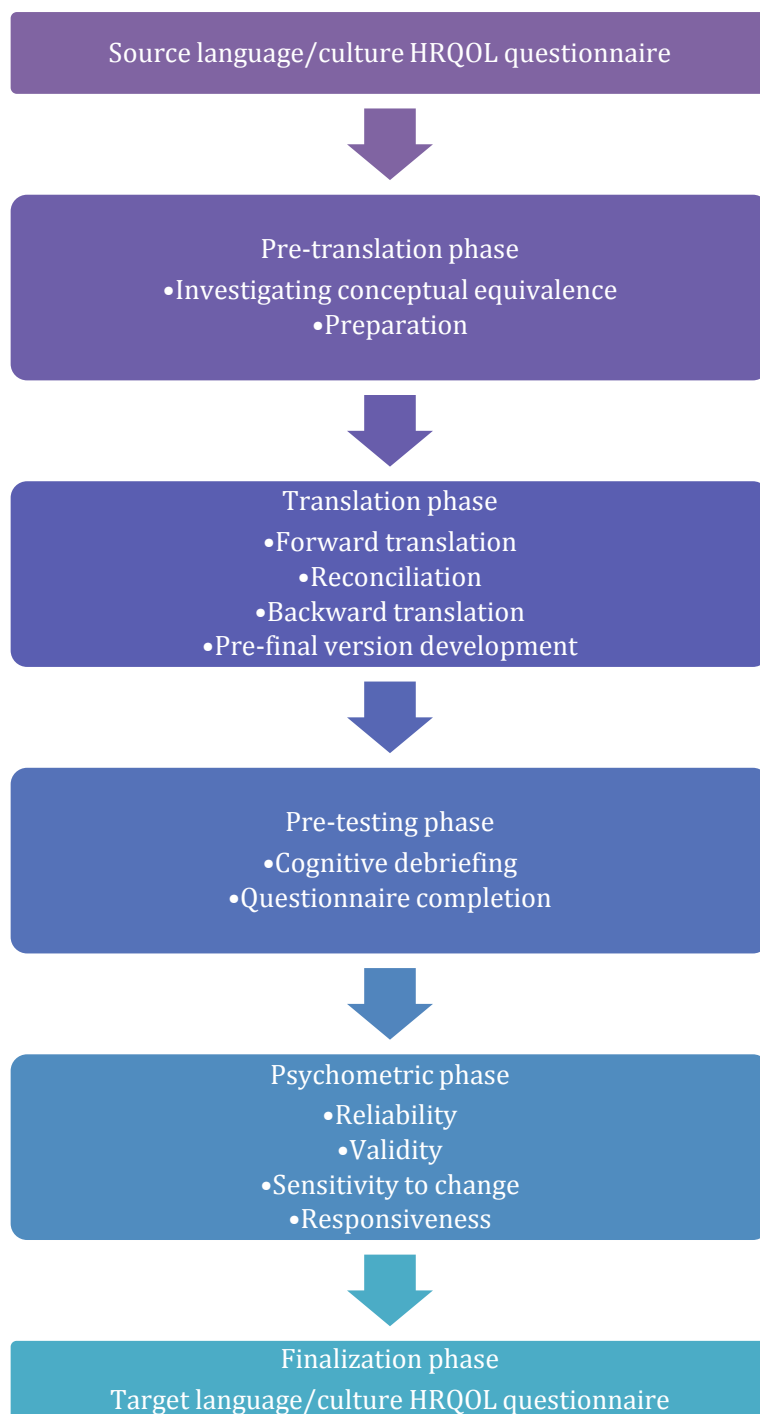 Source language/culture HRQOL questionnaire
Pre-translation phase
•Investigating conceptual equivalence
•Preparation
Translation phase
•Forward translation
•Reconciliation
•Backward translation
•Pre-final version development
Pre-testing phase
•Cognitive debriefing
•Questionnaire completion
Psychometric phase
•Reliability
•Validity
•Sensitivity to change
•Responsiveness
Finalization phase
Target language/culture HRQOL questionnaire